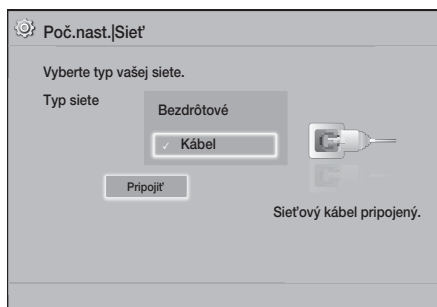 Poč.nast.|Sieť
Vyberte typ vašej siete.
Typ siete
Bezdrôtové
✓ Kábel
Pripojiť
Sieťový kábel pripojený.